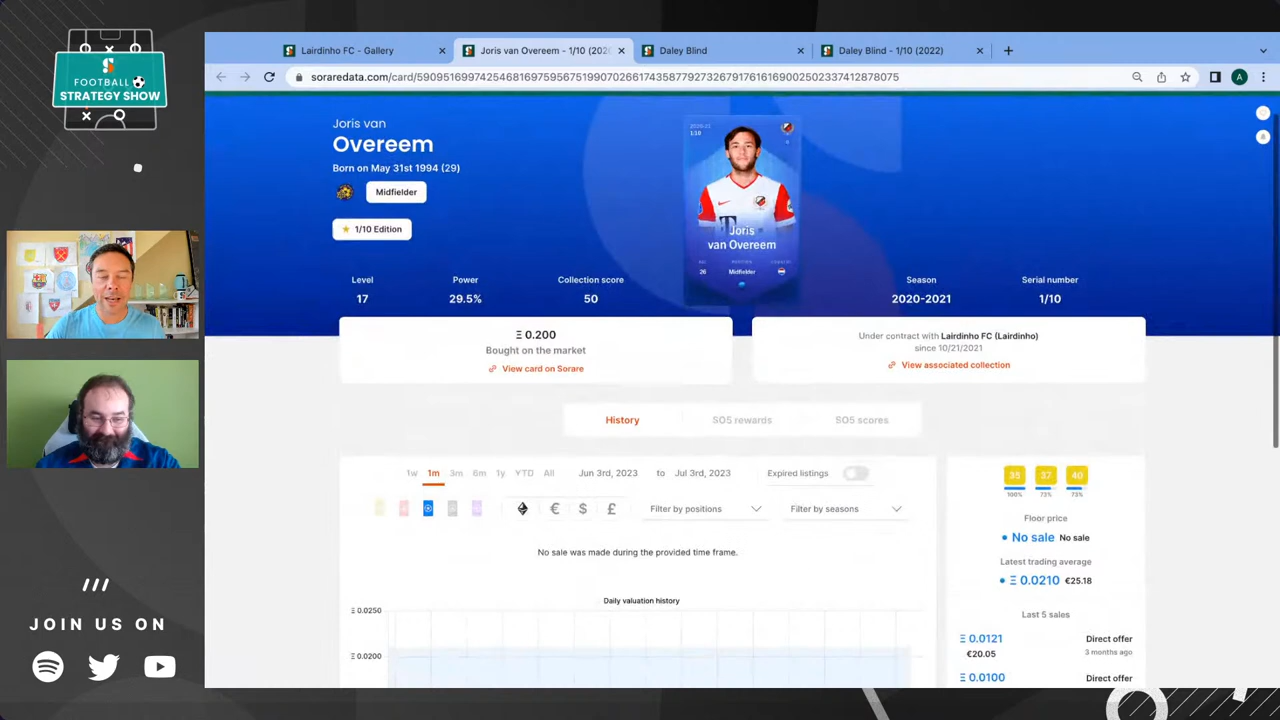 FOOTBALL
STRATEGY SHOW
JOIN US ON
Lairdinho FC - Gallery
Joris van Overeem - 1/10 (202
Daley Blind
Daley Blind - 1/10 (2022)
A
Joris van
Overeem
Born on May 31st 1994 (29)
Midfielder
1/10 Edition
Level
17
Power
29.5%
Collection score
50
2020-21
1/10
Joris
van Overeem
26
Midfielder
Season
2020-2021
Serial number
1/10
Ξ 0.200
Bought on the market
View card on Sorare
Under contract with Lairdinho FC (Lairdinho)
since 10/21/2021
View associated collection
History
SO5 rewards
SO5 scores
1w 1m 3m 6m 1y YTD All
Jun 3rd, 2023 to Jul 3rd, 2023
Expired listings
€ $ £
Filter by positions
Filter by seasons
No sale was made during the provided time frame.
Daily valuation history
Ξ 0.0250
Ξ 0.0200
35 37 40
100% 73% 73%
Floor price
No sale No sale
Latest trading average
Ξ 0.0210 €25.18
Last 5 sales
Ξ 0.0121 Direct offer
€20.05 3 months ago
Ξ 0.0100 Direct offer